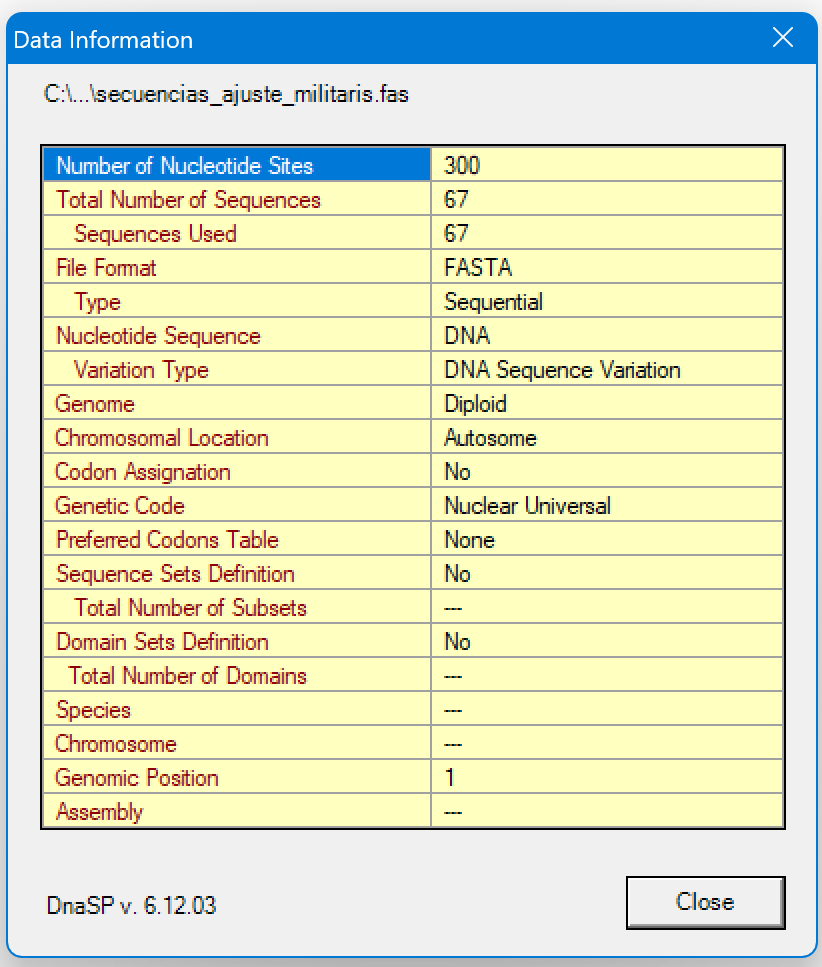 Data Information
C:\...\secuencias_ajuste_militaris.fas
Number of Nucleotide Sites 300
Total Number of Sequences 67
Sequences Used 67
File Format FASTA
Type Sequential
Nucleotide Sequence DNA
Variation Type DNA Sequence Variation
Genome Diploid
Chromosomal Location Autosome
Codon Assignation No
Genetic Code Nuclear Universal
Preferred Codons Table None
Sequence Sets Definition No
Total Number of Subsets ---
Domain Sets Definition No
Total Number of Domains ---
Species ---
Chromosome ---
Genomic Position 1
Assembly ---
DnaSP v. 6.12.03
Close